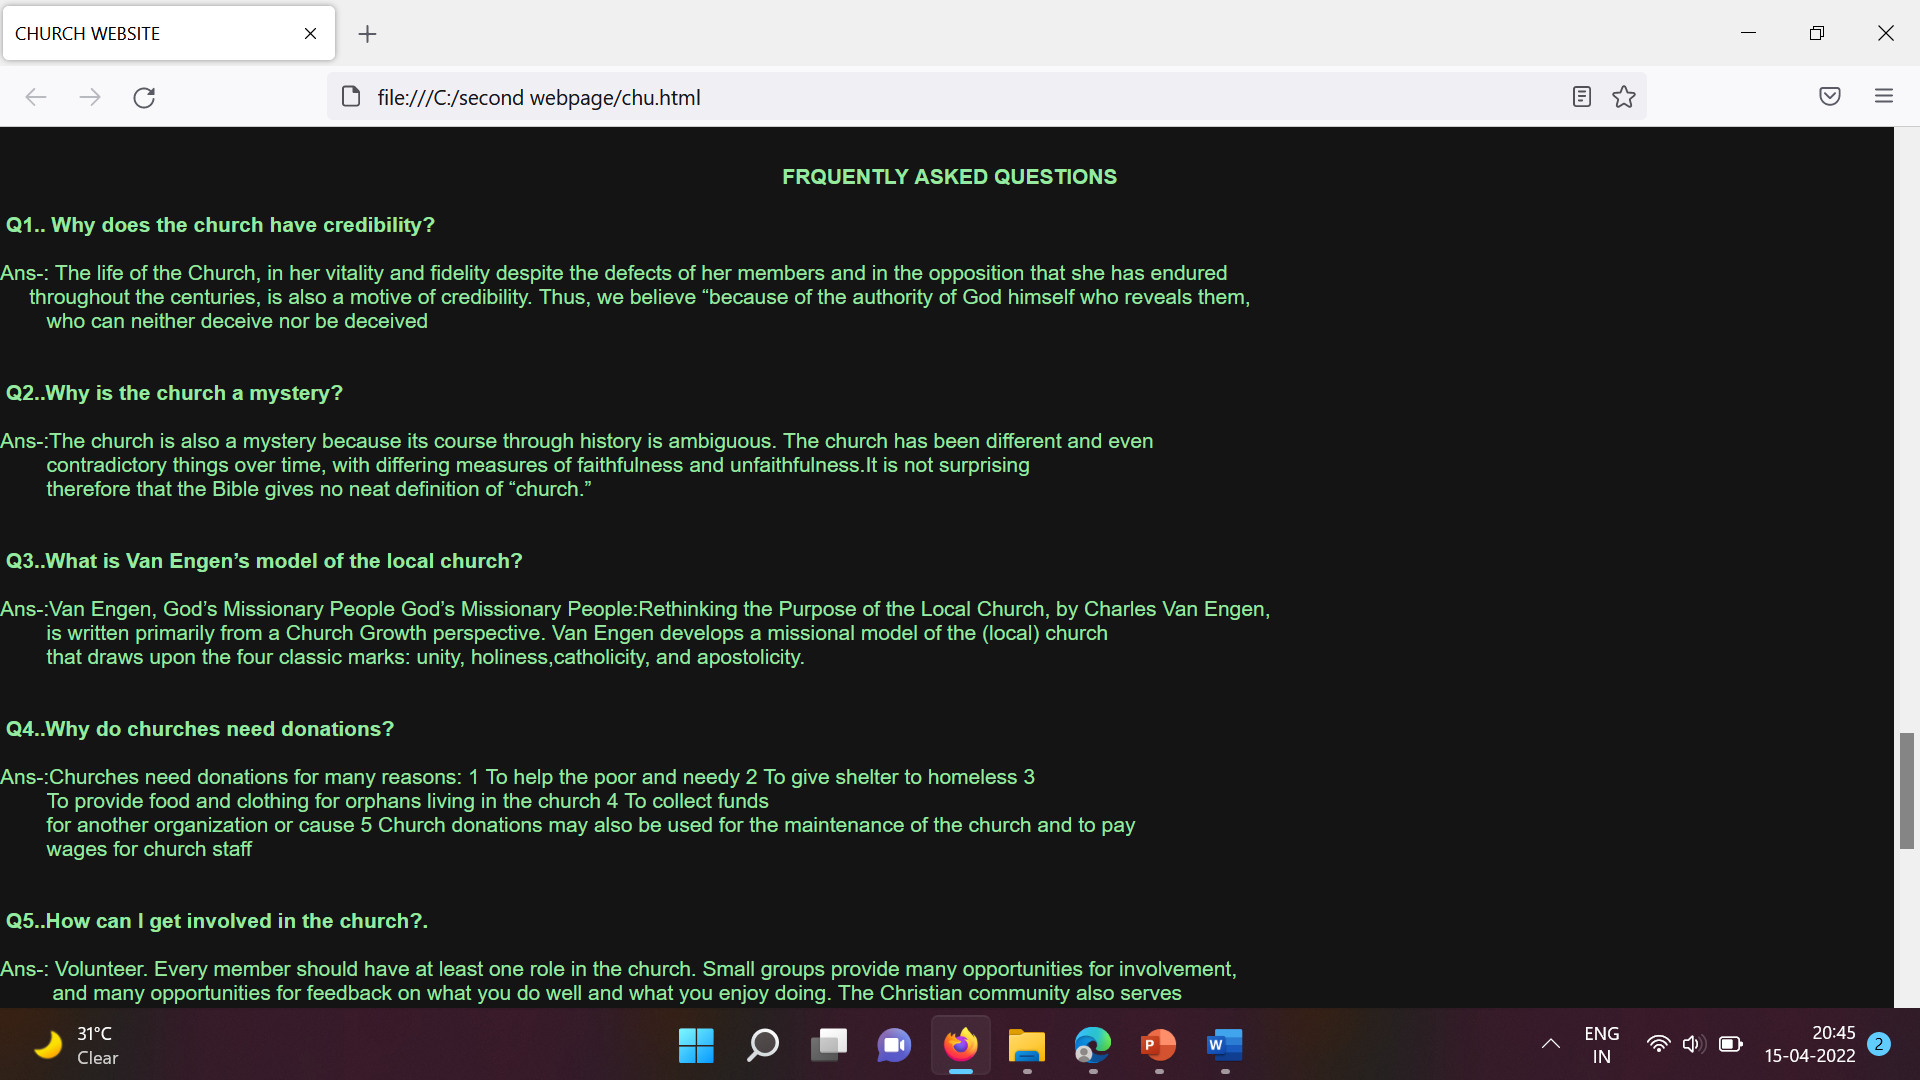 CHURCH WEBSITE
file:///C:/second webpage/chu.html
FRQUENTLY ASKED QUESTIONS
Q1.. Why does the church have credibility?
Ans-: The life of the Church, in her vitality and fidelity despite the defects of her members and in the opposition that she has endured
throughout the centuries, is also a motive of credibility. Thus, we believe “because of the authority of God himself who reveals them,
who can neither deceive nor be deceived
Q2..Why is the church a mystery?
Ans-:The church is also a mystery because its course through history is ambiguous. The church has been different and even
contradictory things over time, with differing measures of faithfulness and unfaithfulness.It is not surprising
therefore that the Bible gives no neat definition of “church.”
Q3..What is Van Engen’s model of the local church?
Ans-:Van Engen, God’s Missionary People God’s Missionary People:Rethinking the Purpose of the Local Church, by Charles Van Engen,
is written primarily from a Church Growth perspective. Van Engen develops a missional model of the (local) church
that draws upon the four classic marks: unity, holiness,catholicity, and apostolicity.
Q4..Why do churches need donations?
Ans-:Churches need donations for many reasons: 1 To help the poor and needy 2 To give shelter to homeless 3
To provide food and clothing for orphans living in the church 4 To collect funds
for another organization or cause 5 Church donations may also be used for the maintenance of the church and to pay
wages for church staff
Q5..How can I get involved in the church?.
Ans-: Volunteer. Every member should have at least one role in the church. Small groups provide many opportunities for involvement,
and many opportunities for feedback on what you do well and what you enjoy doing. The Christian community also serves
31°C
Clear
P
W
ENG
IN
20:45
15-04-2022
2